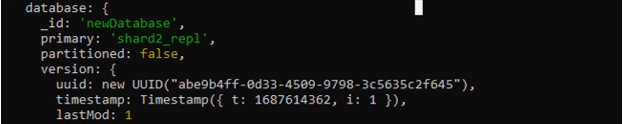 database: {
_id: 'newDatabase',
primary: 'shard2_repl',
partitioned: false,
version: {
uuid: new UUID("abe9b4ff-0d33-4509-9798-3c5635c2f645"),
timestamp: Timestamp({ t: 1687614362, i: 1 }),
lastMod: 1